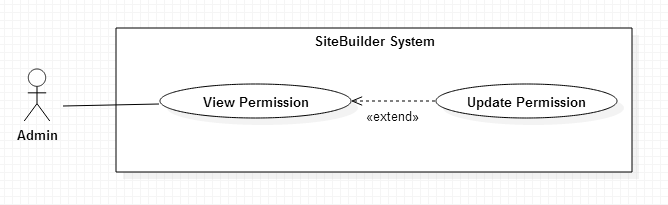 SiteBuilder System
View Permission
Update Permission
«extend»
Admin